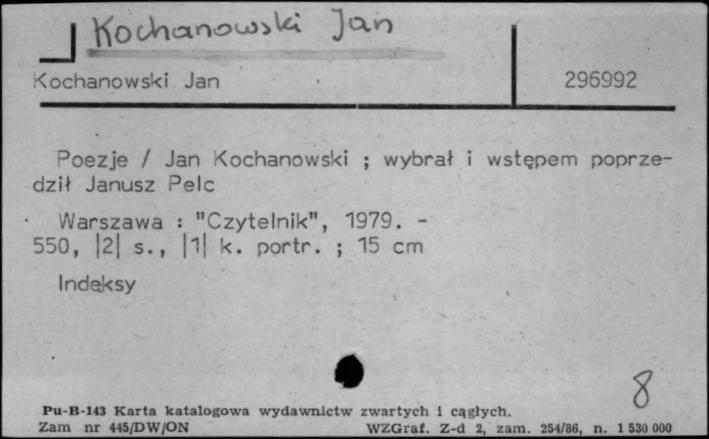 Kochanowski Jan
Kochanowski Jan 296992
Poezje / Jan Kochanowski ; wybrał i wstępem poprze-
dził Janusz Pelc
Warszawa : "Czytelnik", 1979. -
550, |2| s., |1| k. portr. ; 15 cm
Indeksy
8
Pu-B-143 Karta katalogowa wydawnictw zwartych i ciągłych.
Zam nr 445/DW/ON WZGraf. Z-d 2, zam. 254/86, n. 1 530 000